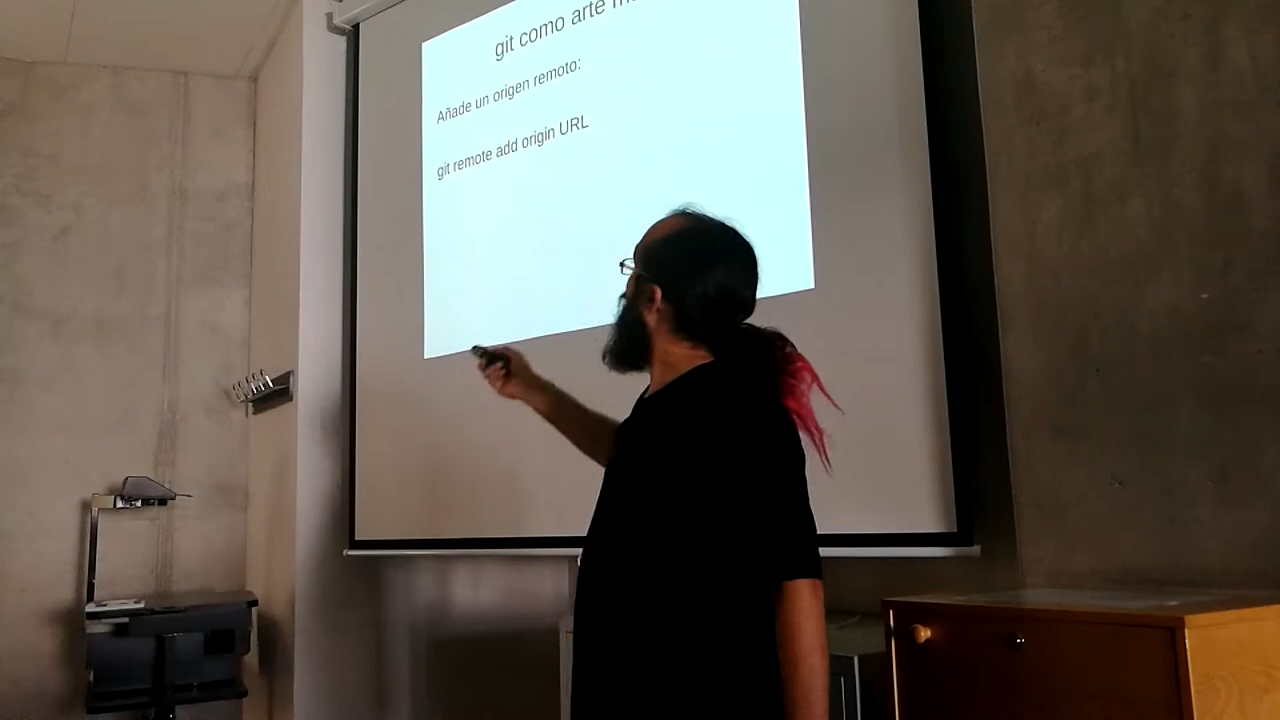 git como arte
Añade un origen remoto:
git remote add origin URL